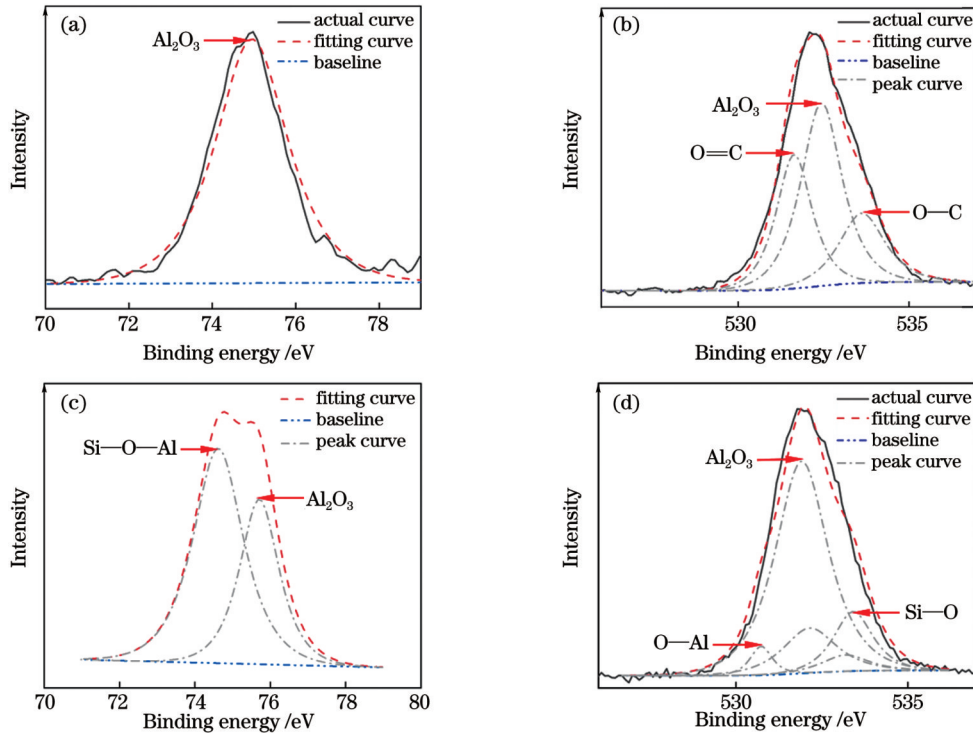 (a)
actual curve
fitting curve
baseline
Al₂O₃
Intensity
70 72 74 76 78
Binding energy /eV
(b)
actual curve
fitting curve
baseline
peak curve
Al₂O₃
O=C
O—C
Intensity
530 535
Binding energy /eV
(c)
fitting curve
baseline
peak curve
Si—O—Al
Al₂O₃
Intensity
70 72 74 76 78 80
Binding energy /eV
(d)
actual curve
fitting curve
baseline
peak curve
Al₂O₃
Si—O
O—Al
Intensity
530 535
Binding energy /eV